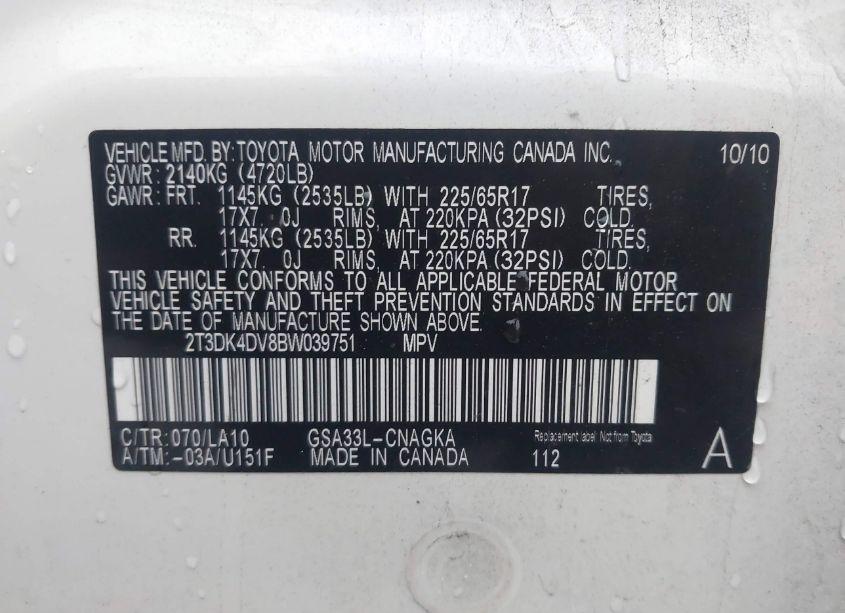 VEHICLE MFD. BY: TOYOTA MOTOR MANUFACTURING CANADA INC. 10/10
GVWR: 2140KG (4720LB)
GAWR: FRT. 1145KG (2535LB) WITH 225/65R17 TIRES,
17X7. 0J RIMS, AT 220KPA (32PSI) COLD.
RR. 1145KG (2535LB) WITH 225/65R17 TIRES,
17X7. 0J RIMS, AT 220KPA (32PSI) COLD.
THIS VEHICLE CONFORMS TO ALL APPLICABLE FEDERAL MOTOR
VEHICLE SAFETY AND THEFT PREVENTION STANDARDS IN EFFECT ON
THE DATE OF MANUFACTURE SHOWN ABOVE.
2T3DK4DV8BW039751 MPV
C/TR: 070/LA10 GSA33L-CNAGKA Replacement label Not from Toyota
A/TM: -03A/U151F MADE IN CANADA 112 A